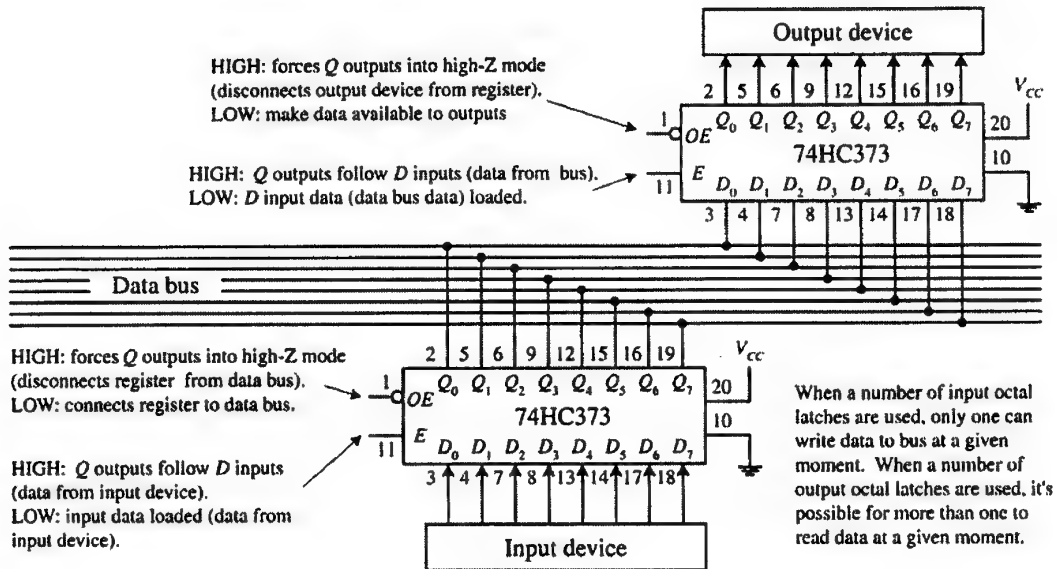 Output device
HIGH: forces Q outputs into high-Z mode
(disconnects output device from register).
LOW: make data available to outputs
2 5 6 9 12 15 16 19
V_CC
1
OE
Q₀ Q₁ Q₂ Q₃ Q₄ Q₅ Q₆ Q₇
20
74HC373
10
HIGH: Q outputs follow D inputs (data from bus).
LOW: D input data (data bus data) loaded.
E
11
D₀ D₁ D₂ D₃ D₄ D₅ D₆ D₇
3 4 7 8 13 14 17 18
Data bus
HIGH: forces Q outputs into high-Z mode
(disconnects register from data bus).
LOW: connects register to data bus.
2 5 6 9 12 15 16 19
V_CC
1
OE
Q₀ Q₁ Q₂ Q₃ Q₄ Q₅ Q₆ Q₇
20
74HC373
10
E
11
D₀ D₁ D₂ D₃ D₄ D₅ D₆ D₇
3 4 7 8 13 14 17 18
HIGH: Q outputs follow D inputs
(data from input device).
LOW: input data loaded (data from
input device).
Input device
When a number of input octal
latches are used, only one can
write data to bus at a given
moment. When a number of
output octal latches are used, it's
possible for more than one to
read data at a given moment.